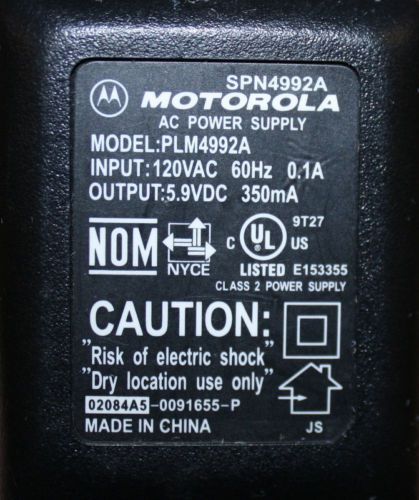 SPN4992A
MOTOROLA
AC POWER SUPPLY
MODEL:PLM4992A
INPUT:120VAC 60Hz 0.1A
OUTPUT:5.9VDC 350mA
NOM NYCE C UL US 9T27
LISTED E153355
CLASS 2 POWER SUPPLY
CAUTION:
"Risk of electric shock"
"Dry location use only"
02084A5-0091655-P
MADE IN CHINA JS